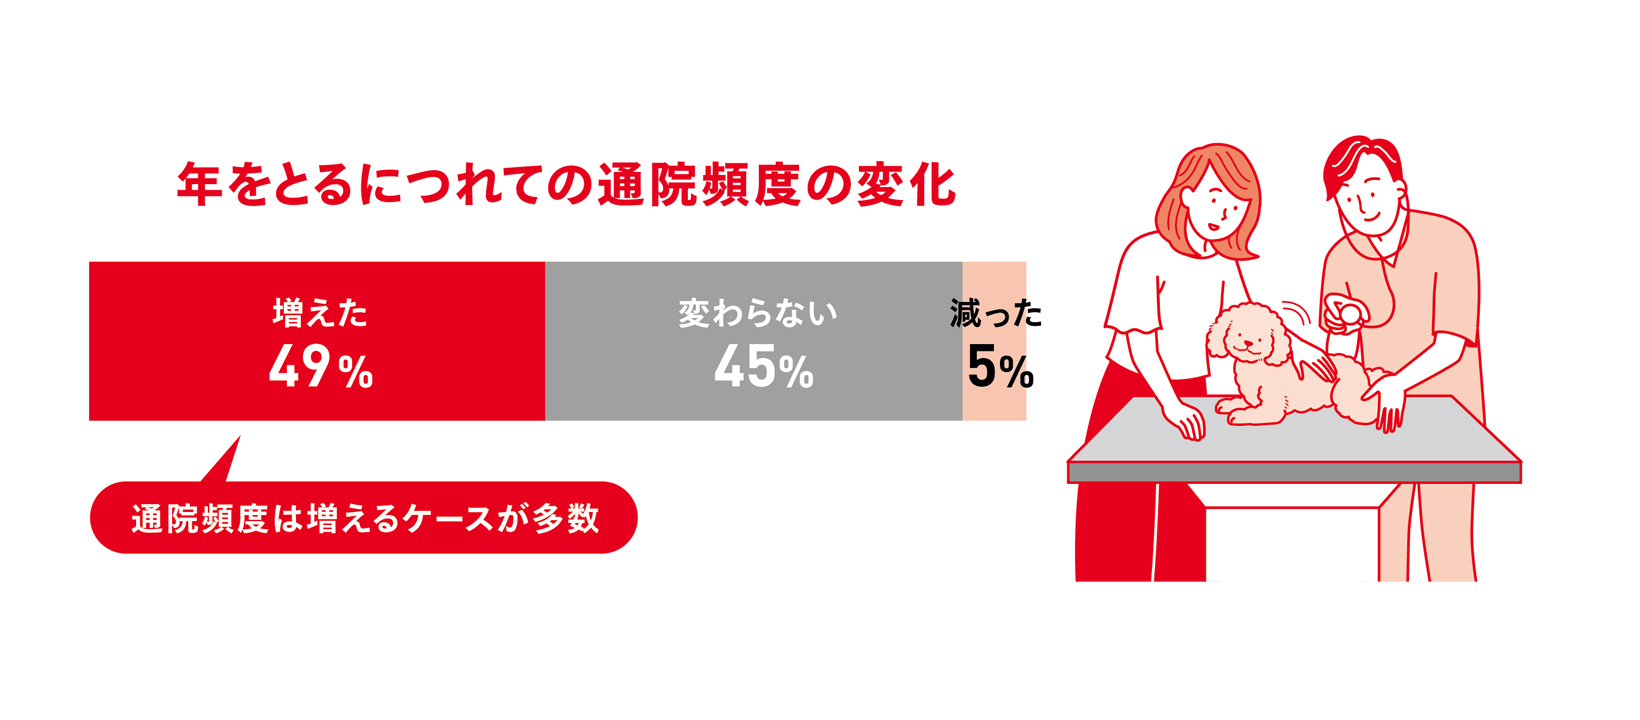 年をとるにつれての通院頻度の変化
増えた
49%
変わらない
45%
減った
5%
通院頻度は増えるケースが多数